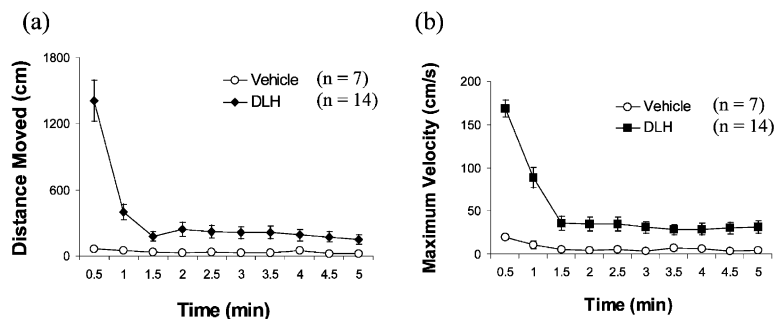 (a)
Distance Moved (cm)
1800
1200
600
0
Vehicle (n = 7)
DLH (n = 14)
0.5 1 1.5 2 2.5 3 3.5 4 4.5 5
Time (min)
(b)
Maximum Velocity (cm/s)
200
150
100
50
0
Vehicle (n = 7)
DLH (n = 14)
0.5 1 1.5 2 2.5 3 3.5 4 4.5 5
Time (min)